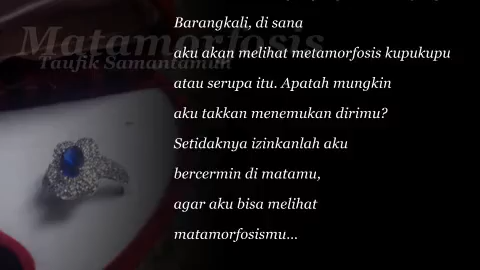 Matamorfosis
Taufik Samantamun
Barangkali, di sana
aku akan melihat metamorfosis kupukupu
atau serupa itu. Apatah mungkin
aku takkan menemukan dirimu?
Setidaknya izinkanlah aku
bercermin di matamu,
agar aku bisa melihat
matamorfosismu...